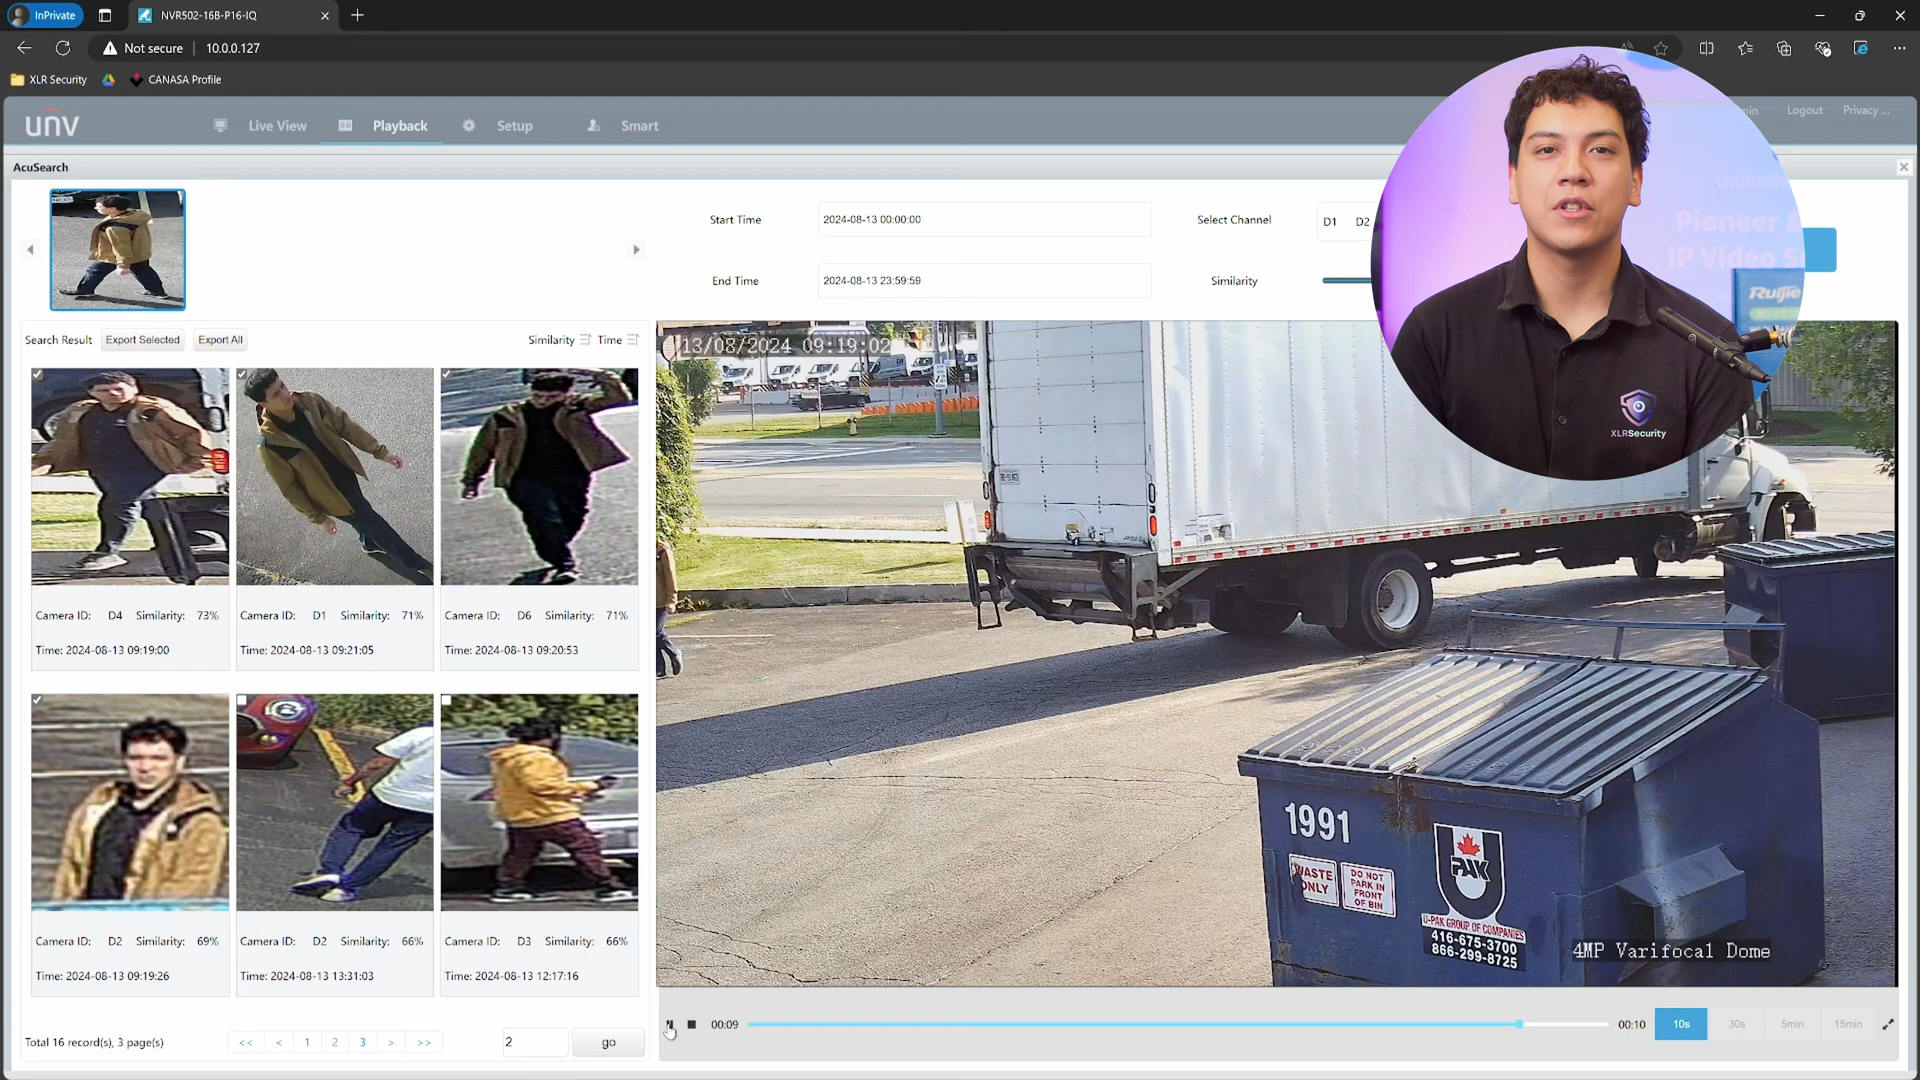 InPrivate
NVR502-16B-P16-IQ
Not secure
10.0.0.127
XLR Security
CANASA Profile
unv
Live View
Playback
Setup
Smart
Logout
Privacy ...
AcuSearch
Start Time
2024-08-13 00:00:00
Select Channel
D1 D2
End Time
2024-08-13 23:59:59
Similarity
Pioneer &
IP Video S
Ruijie
XLRSecurity
Search Result
Export Selected
Export All
Similarity
Time
13/08/2024 09:19:02
Camera ID: D4 Similarity: 73%
Time: 2024-08-13 09:19:00
Camera ID: D1 Similarity: 71%
Time: 2024-08-13 09:21:05
Camera ID: D6 Similarity: 71%
Time: 2024-08-13 09:20:53
Camera ID: D2 Similarity: 69%
Time: 2024-08-13 09:19:26
Camera ID: D2 Similarity: 66%
Time: 2024-08-13 13:31:03
Camera ID: D3 Similarity: 66%
Time: 2024-08-13 12:17:16
1991
WASTE
ONLY
DO NOT
PARK IN
FRONT
OF BIN
PAK
U-PAK GROUP OF COMPANIES
416-675-3700
866-299-8725
4MP Varifocal Dome
Total 16 record(s), 3 page(s)
<< < 1 2 3 > >>
2
go
00:09
00:10
10s
30s
5min
15min